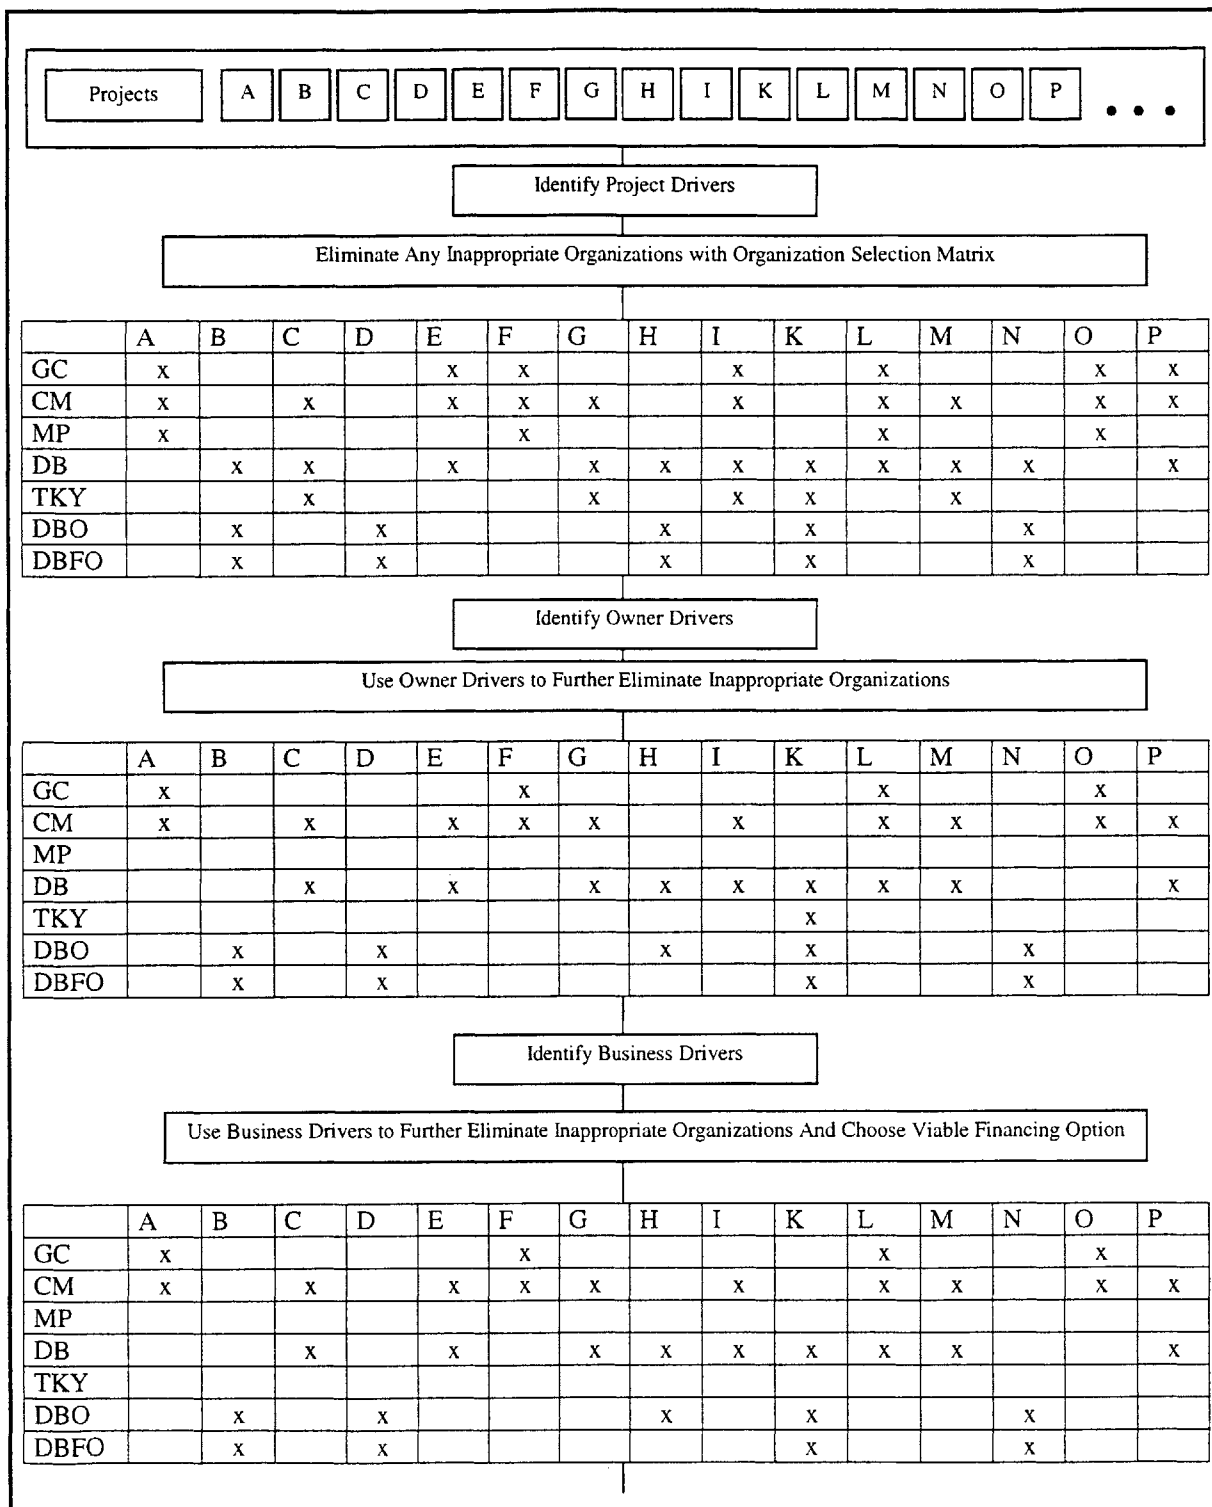 Projects A B C D E F G H I K L M N O P • • •
Identify Project Drivers
Eliminate Any Inappropriate Organizations with Organization Selection Matrix
A B C D E F G H I K L M N O P
GC x x x x x x x
CM x x x x x x x x x x
MP x x x x
DB x x x x x x x x x x x
TKY x x x x x
DBO x x x x x
DBFO x x x x x
Identify Owner Drivers
Use Owner Drivers to Further Eliminate Inappropriate Organizations
A B C D E F G H I K L M N O P
GC x x x x
CM x x x x x x x x x x
MP
DB x x x x x x x x x
TKY x
DBO x x x x x
DBFO x x x x
Identify Business Drivers
Use Business Drivers to Further Eliminate Inappropriate Organizations And Choose Viable Financing Option
A B C D E F G H I K L M N O P
GC x x x x
CM x x x x x x x x x x
MP
DB x x x x x x x x x
TKY
DBO x x x x x
DBFO x x x x